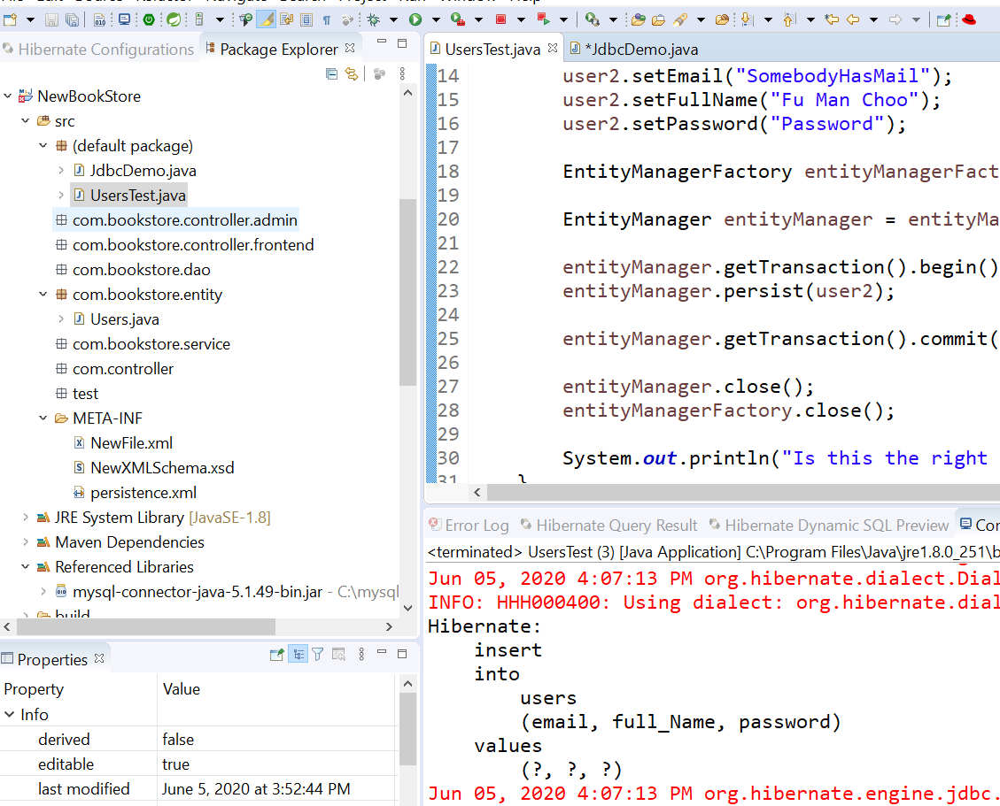 Hibernate Configurations
Package Explorer
NewBookStore
src
(default package)
JdbcDemo.java
UsersTest.java
com.bookstore.controller.admin
com.bookstore.controller.frontend
com.bookstore.dao
com.bookstore.entity
Users.java
com.bookstore.service
com.controller
test
META-INF
NewFile.xml
NewXMLSchema.xsd
persistence.xml
JRE System Library [JavaSE-1.8]
Maven Dependencies
Referenced Libraries
mysql-connector-java-5.1.49-bin.jar - C:\mysql
build
Properties
Property Value
Info
derived false
editable true
last modified June 5, 2020 at 3:52:44 PM
UsersTest.java *JdbcDemo.java
14 user2.setEmail("SomebodyHasMail");
15 user2.setFullName("Fu Man Choo");
16 user2.setPassword("Password");
17
18 EntityManagerFactory entityManagerFact
19
20 EntityManager entityManager = entityMa
21
22 entityManager.getTransaction().begin()
23 entityManager.persist(user2);
24
25 entityManager.getTransaction().commit(
26
27 entityManager.close();
28 entityManagerFactory.close();
29
30 System.out.println("Is this the right
31 }
Error Log Hibernate Query Result Hibernate Dynamic SQL Preview Con
<terminated> UsersTest (3) [Java Application] C:\Program Files\Java\jre1.8.0_251\b
Jun 05, 2020 4:07:13 PM org.hibernate.dialect.Dial
INFO: HHH000400: Using dialect: org.hibernate.dial
Hibernate:
insert
into
users
(email, full_Name, password)
values
(?, ?, ?)
Jun 05, 2020 4:07:13 PM org.hibernate.engine.jdbc.